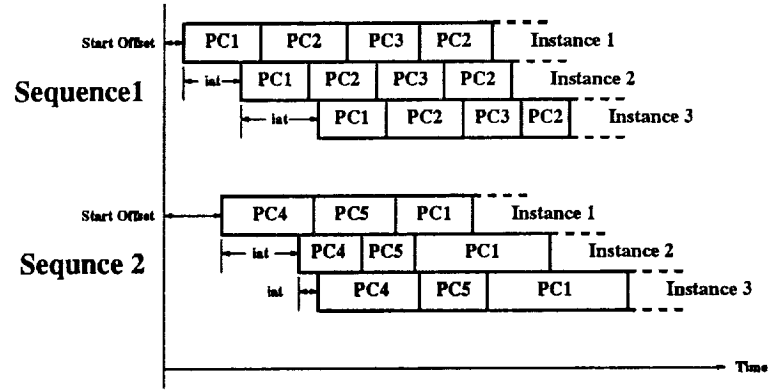 Start Offset PC1 PC2 PC3 PC2 Instance 1
Sequence1 iat PC1 PC2 PC3 PC2 Instance 2
iat PC1 PC2 PC3 PC2 Instance 3
Start Offset PC4 PC5 PC1 Instance 1
Sequnce 2 iat PC4 PC5 PC1 Instance 2
iat PC4 PC5 PC1 Instance 3
Time